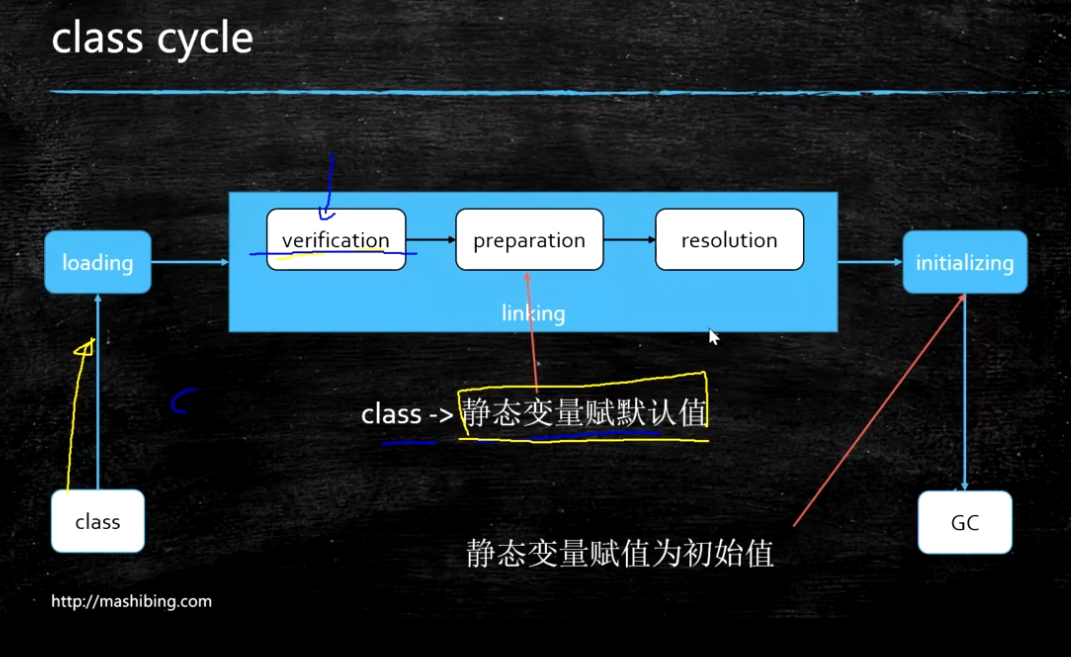 class cycle
verification
preparation
resolution
loading
initializing
linking
class -> 静态变量赋默认值
class
GC
静态变量赋值为初始值
http://mashibing.com